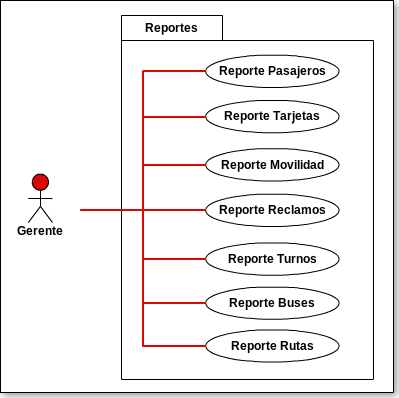 Reportes
Reporte Pasajeros
Reporte Tarjetas
Reporte Movilidad
Reporte Reclamos
Gerente
Reporte Turnos
Reporte Buses
Reporte Rutas